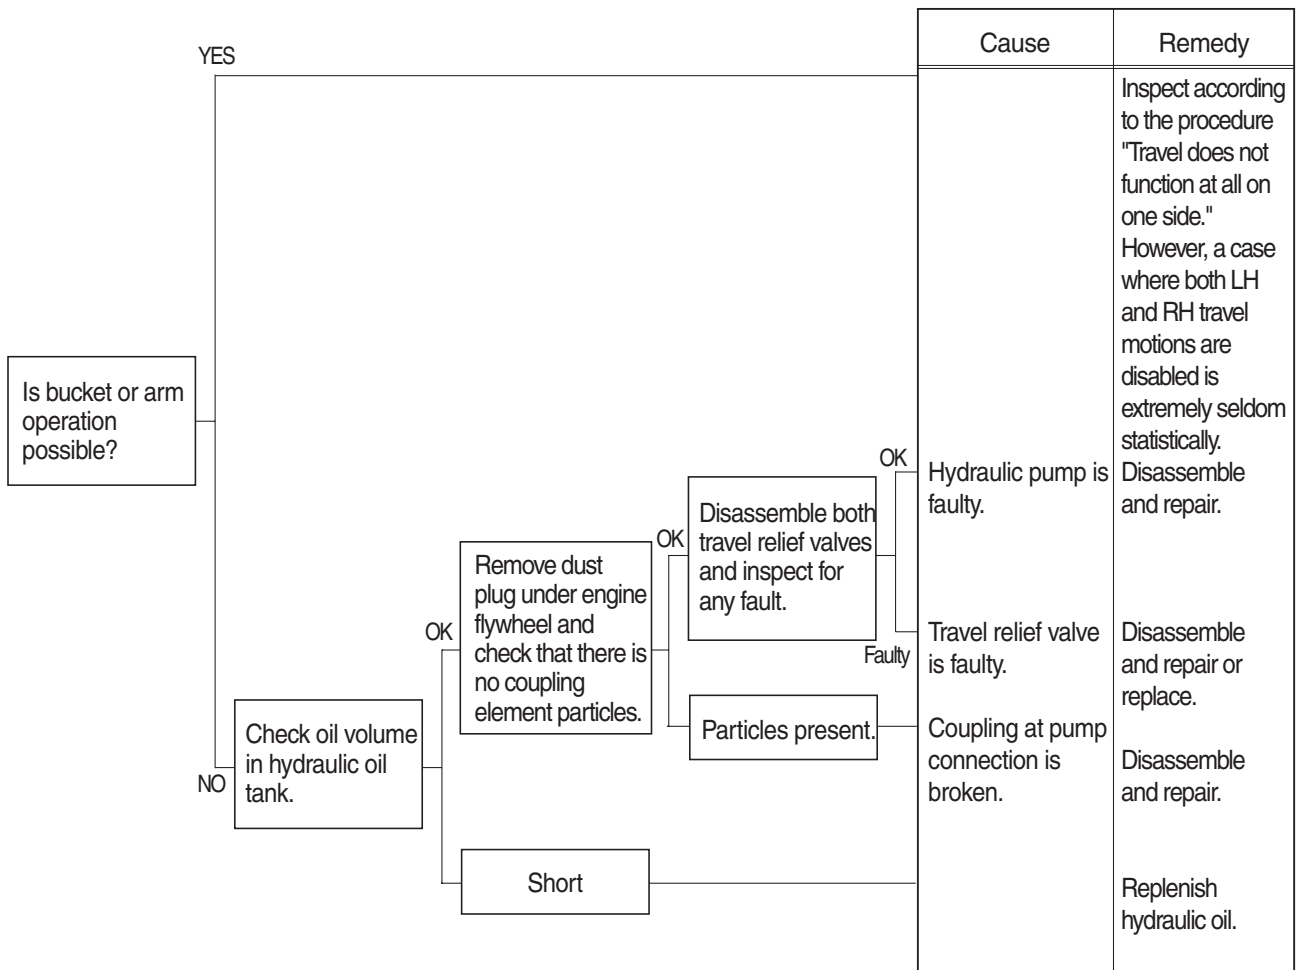 Cause
Remedy
YES
Inspect according
to the procedure
"Travel does not
function at all on
one side."
However, a case
where both LH
and RH travel
motions are
disabled is
extremely seldom
statistically.
Is bucket or arm
operation
possible?
NO
Check oil volume
in hydraulic oil
tank.
OK
Remove dust
plug under engine
flywheel and
check that there is
no coupling
element particles.
OK
Disassemble both
travel relief valves
and inspect for
any fault.
OK
Hydraulic pump is
faulty.
Disassemble
and repair.
Faulty
Travel relief valve
is faulty.
Disassemble
and repair or
replace.
Particles present.
Coupling at pump
connection is
broken.
Disassemble
and repair.
Short
Replenish
hydraulic oil.